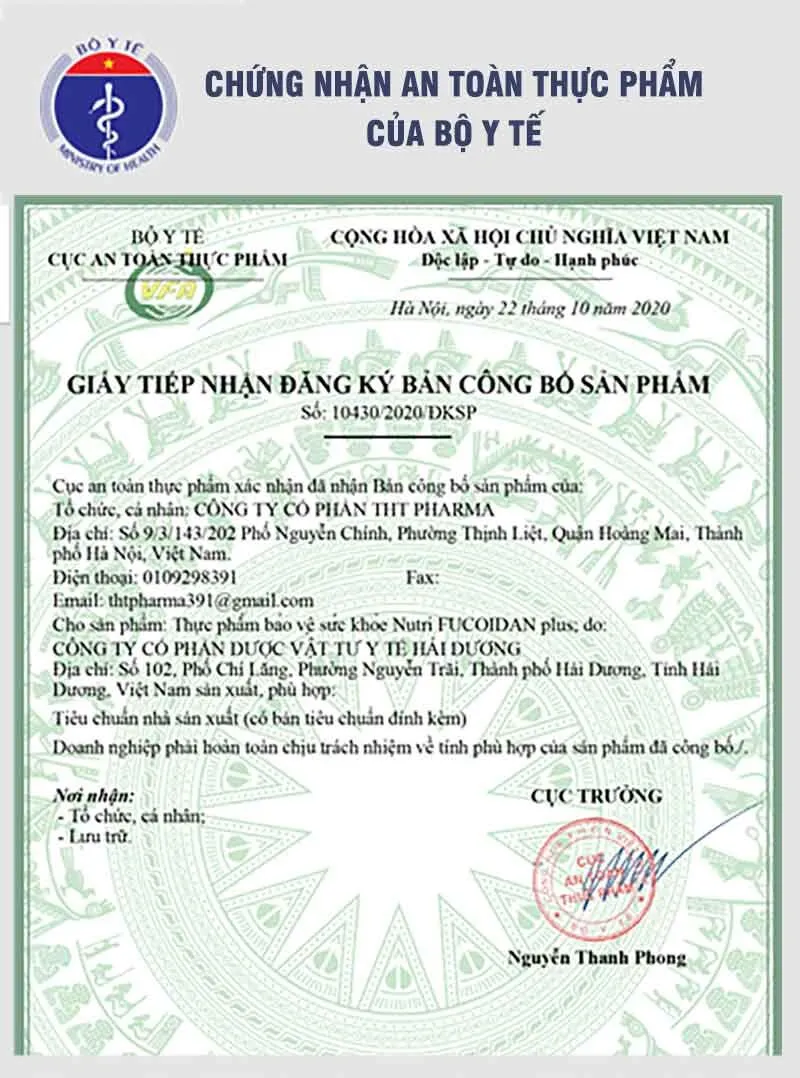 BỘ Y TẾ
MINISTRY OF HEALTH
CHỨNG NHẬN AN TOÀN THỰC PHẨM
CỦA BỘ Y TẾ
BỘ Y TẾ
CỤC AN TOÀN THỰC PHẨM
VFA
CỘNG HÒA XÃ HỘI CHỦ NGHĨA VIỆT NAM
Độc lập - Tự do - Hạnh phúc
Hà Nội, ngày 22 tháng 10 năm 2020
GIẤY TIẾP NHẬN ĐĂNG KÝ BẢN CÔNG BỐ SẢN PHẨM
Số: 10430/2020/ĐKSP
Cục an toàn thực phẩm xác nhận đã nhận Bản công bố sản phẩm của:
Tổ chức, cá nhân: CÔNG TY CỔ PHẦN THT PHARMA
Địa chỉ: Số 9/3/143/202 Phố Nguyễn Chính, Phường Thịnh Liệt, Quận Hoàng Mai, Thành
phố Hà Nội, Việt Nam.
Điện thoại: 0109298391 Fax:
Email: thtpharma391@gmail.com
Cho sản phẩm: Thực phẩm bảo vệ sức khỏe Nutri FUCOIDAN plus; do:
CÔNG TY CỔ PHẦN DƯỢC VẬT TƯ Y TẾ HẢI DƯƠNG
Địa chỉ: Số 102, Phố Chi Lăng, Phường Nguyễn Trãi, Thành phố Hải Dương, Tỉnh Hải
Dương, Việt Nam sản xuất, phù hợp:
Tiêu chuẩn nhà sản xuất (có bản tiêu chuẩn đính kèm)
Doanh nghiệp phải hoàn toàn chịu trách nhiệm về tính phù hợp của sản phẩm đã công bố./.
Nơi nhận:
- Tổ chức, cá nhân;
- Lưu trữ.
CỤC TRƯỞNG
CỤC
AN TOÀN
THỰC PHẨM
Nguyễn Thanh Phong